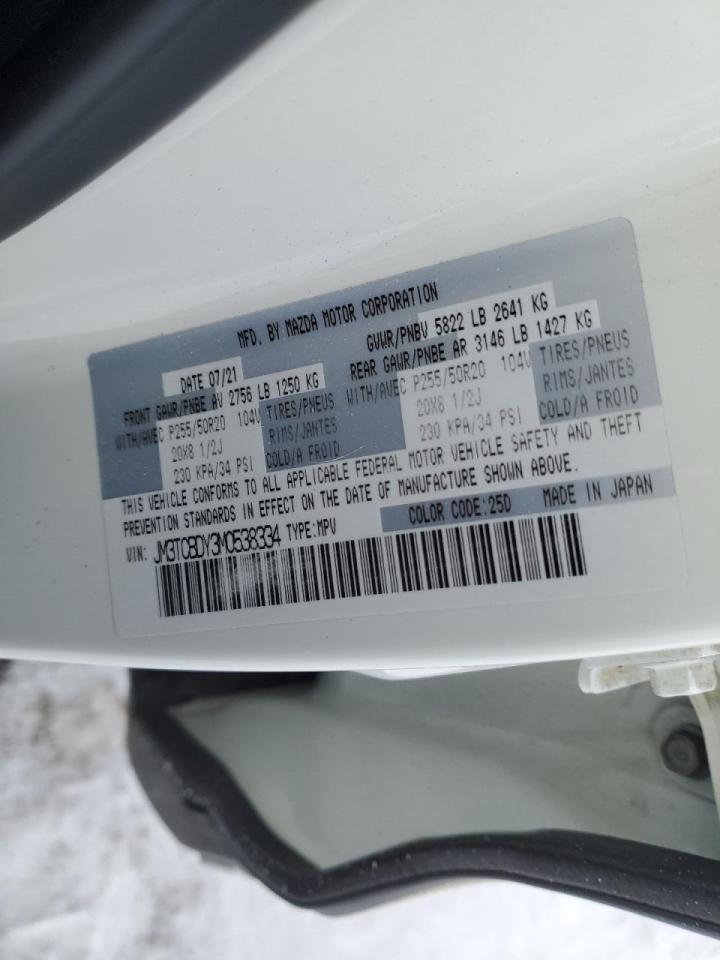 MFD. BY MAZDA MOTOR CORPORATION
DATE 07/21 GVWR/PNBV 5822 LB 2641 KG
FRONT GAWR/PNBE AV 2756 LB 1250 KG REAR GAWR/PNBE AR 3146 LB 1427 KG
WITH/AVEC P255/50R20 104V TIRES/PNEUS WITH/AVEC P255/50R20 104V TIRES/PNEUS
20X8 1/2J RIMS/JANTES 20X8 1/2J RIMS/JANTES
230 KPA/34 PSI COLD/A FROID 230 KPA/34 PSI COLD/A FROID
THIS VEHICLE CONFORMS TO ALL APPLICABLE FEDERAL MOTOR VEHICLE SAFETY AND THEFT
PREVENTION STANDARDS IN EFFECT ON THE DATE OF MANUFACTURE SHOWN ABOVE.
VIN: JM3TCBDY3M0538334 TYPE:MPV COLOR CODE:25D MADE IN JAPAN